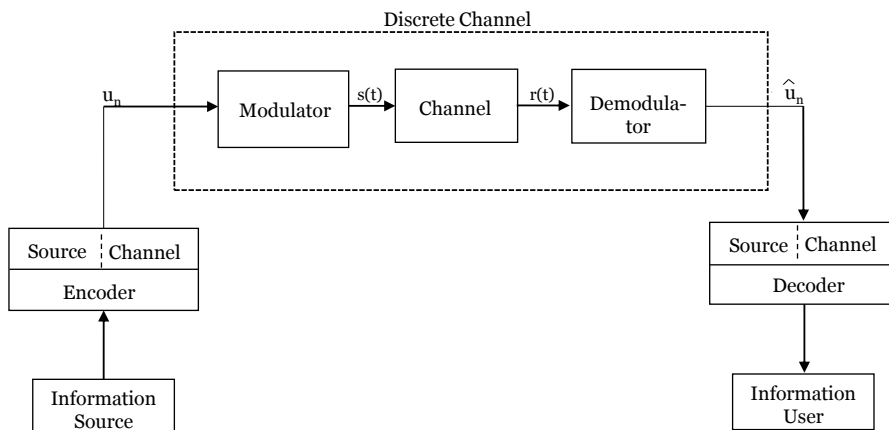 Discrete Channel
u_n
Modulator
s(t)
Channel
r(t)
Demodula-
tor
û_n
Source
Channel
Encoder
Source
Channel
Decoder
Information
Source
Information
User